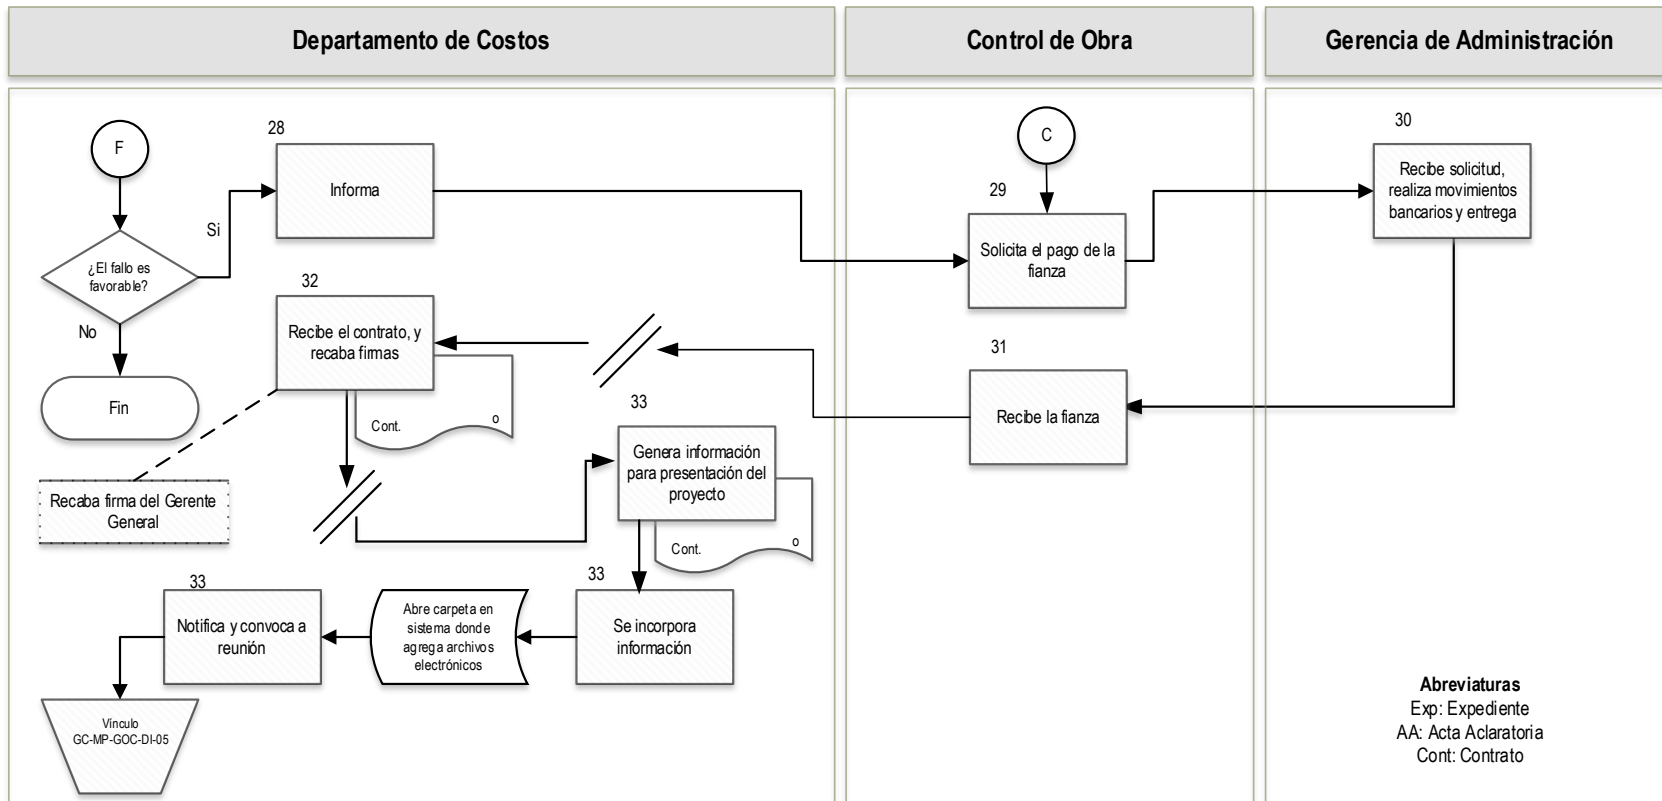 Departamento de Costos
Control de Obra
Gerencia de Administración
F
28
Informa
Si
¿El fallo es
favorable?
No
Fin
C
29
Solicita el pago de la
fianza
30
Recibe solicitud,
realiza movimientos
bancarios y entrega
31
Recibe la fianza
32
Recibe el contrato, y
recaba firmas
Cont.
o
Recaba firma del Gerente
General
33
Genera información
para presentación del
proyecto
Cont.
o
33
Se incorpora
información
Abre carpeta en
sistema donde
agrega archivos
electrónicos
33
Notifica y convoca a
reunión
Vínculo
GC-MP-GOC-DI-05
Abreviaturas
Exp: Expediente
AA: Acta Aclaratoria
Cont: Contrato